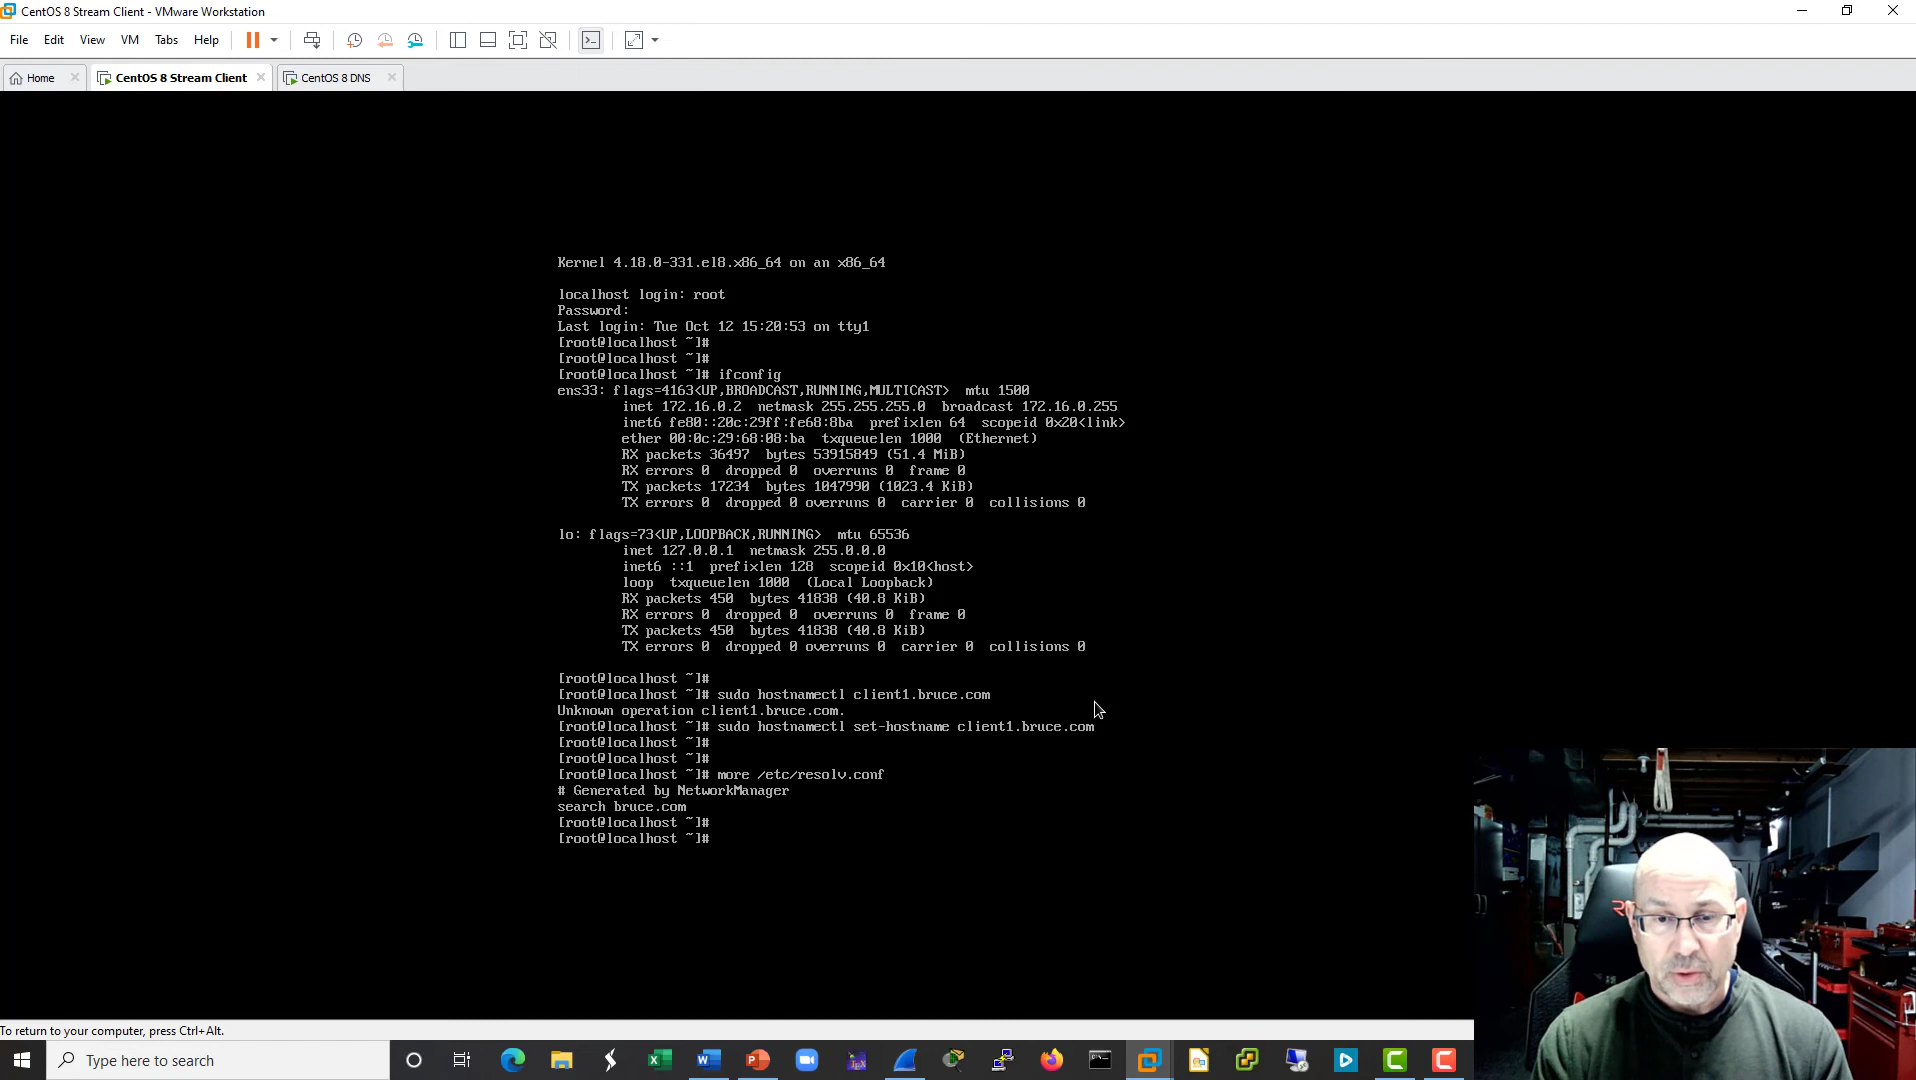 CentOS 8 Stream Client - VMware Workstation
File Edit View VM Tabs Help
Home CentOS 8 Stream Client CentOS 8 DNS
Kernel 4.18.0-331.el8.x86_64 on an x86_64
localhost login: root
Password:
Last login: Tue Oct 12 15:20:53 on tty1
[root@localhost ~]#
[root@localhost ~]#
[root@localhost ~]# ifconfig
ens33: flags=4163<UP,BROADCAST,RUNNING,MULTICAST>  mtu 1500
inet 172.16.0.2  netmask 255.255.255.0  broadcast 172.16.0.255
inet6 fe80::20c:29ff:fe68:8ba  prefixlen 64  scopeid 0x20<link>
ether 00:0c:29:68:08:ba  txqueuelen 1000  (Ethernet)
RX packets 36497  bytes 53915849 (51.4 MiB)
RX errors 0  dropped 0  overruns 0  frame 0
TX packets 17234  bytes 1047990 (1023.4 KiB)
TX errors 0  dropped 0 overruns 0  carrier 0  collisions 0
lo: flags=73<UP,LOOPBACK,RUNNING>  mtu 65536
inet 127.0.0.1  netmask 255.0.0.0
inet6 ::1  prefixlen 128  scopeid 0x10<host>
loop  txqueuelen 1000  (Local Loopback)
RX packets 450  bytes 41838 (40.8 KiB)
RX errors 0  dropped 0  overruns 0  frame 0
TX packets 450  bytes 41838 (40.8 KiB)
TX errors 0  dropped 0 overruns 0  carrier 0  collisions 0
[root@localhost ~]#
[root@localhost ~]# sudo hostnamectl client1.bruce.com
Unknown operation client1.bruce.com.
[root@localhost ~]# sudo hostnamectl set-hostname client1.bruce.com
[root@localhost ~]#
[root@localhost ~]#
[root@localhost ~]# more /etc/resolv.conf
# Generated by NetworkManager
search bruce.com
[root@localhost ~]#
[root@localhost ~]#
To return to your computer, press Ctrl+Alt.
Type here to search